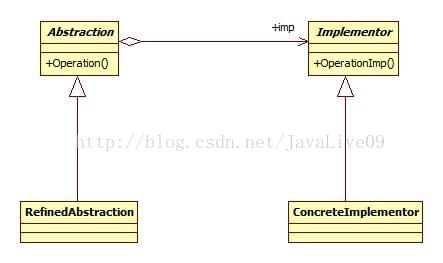 Abstraction
+Operation()
+imp
Implementor
+OperationImp()
http://blog.csdn.net/JavaLive09
RefinedAbstraction
ConcreteImplementor